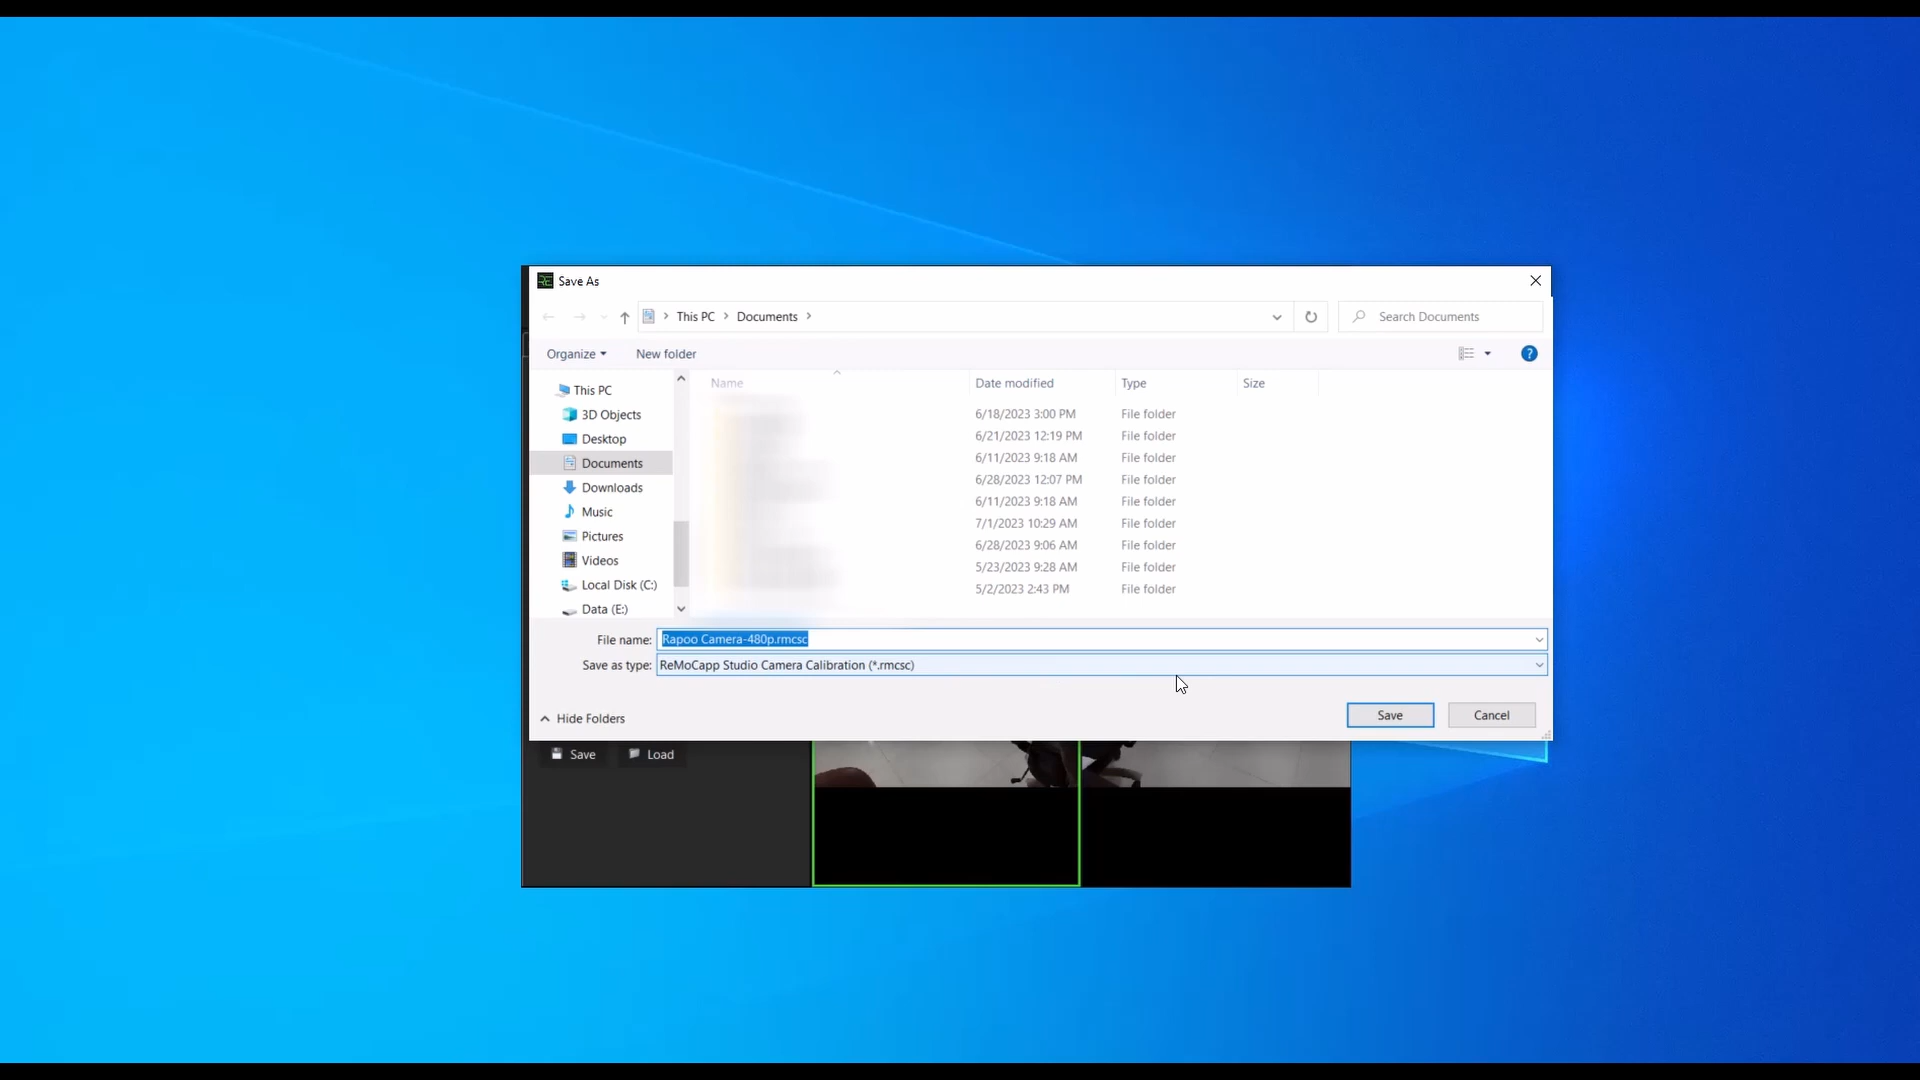 Save As
This PC > Documents >
Search Documents
Organize
New folder
?
Name
Date modified
Type
Size
This PC
3D Objects
Desktop
Documents
Downloads
Music
Pictures
Videos
Local Disk (C:)
Data (E:)
6/18/2023 3:00 PM File folder
6/21/2023 12:19 PM File folder
6/11/2023 9:18 AM File folder
6/28/2023 12:07 PM File folder
6/11/2023 9:18 AM File folder
7/1/2023 10:29 AM File folder
6/28/2023 9:06 AM File folder
5/23/2023 9:28 AM File folder
5/2/2023 2:43 PM File folder
File name: Rapoo Camera-480p.rmcsc
Save as type: ReMoCapp Studio Camera Calibration (*.rmcsc)
Hide Folders
Save
Cancel
Save
Load